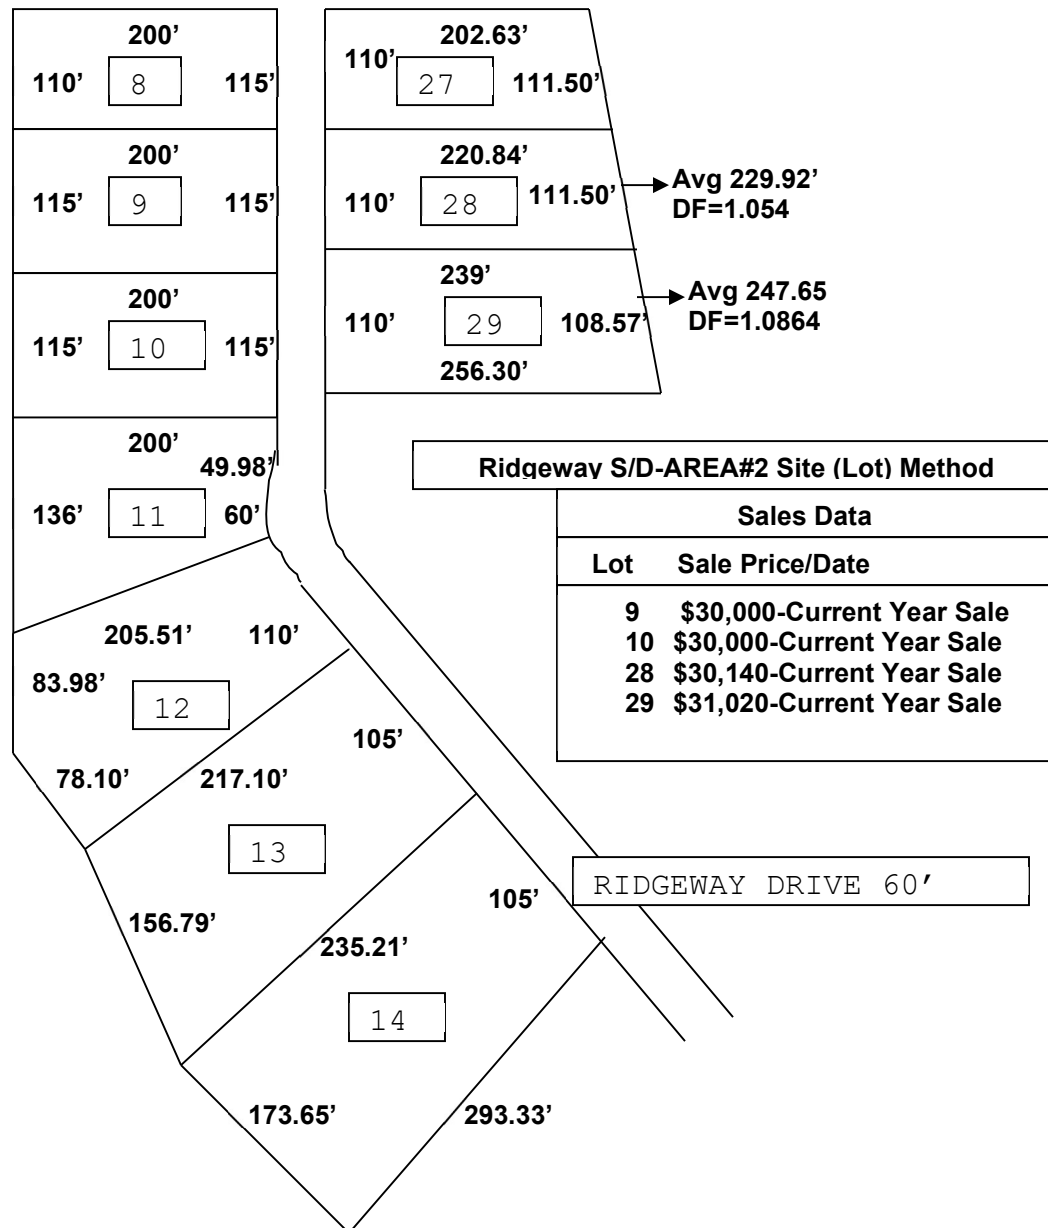 200’
110’ 8 115’
202.63’
110’ 27 111.50’
200’
115’ 9 115’
220.84’
110’ 28 111.50’
Avg 229.92’
DF=1.054
200’
115’ 10 115’
239’
110’ 29 108.57’
256.30’
Avg 247.65
DF=1.0864
200’
49.98’
136’ 11 60’
Ridgeway S/D-AREA#2 Site (Lot) Method
Sales Data
Lot Sale Price/Date
9 $30,000-Current Year Sale
10 $30,000-Current Year Sale
28 $30,140-Current Year Sale
29 $31,020-Current Year Sale
205.51’ 110’
83.98’
12
78.10’
217.10’
105’
13
156.79’
RIDGEWAY DRIVE 60’
105’
235.21’
14
173.65’
293.33’